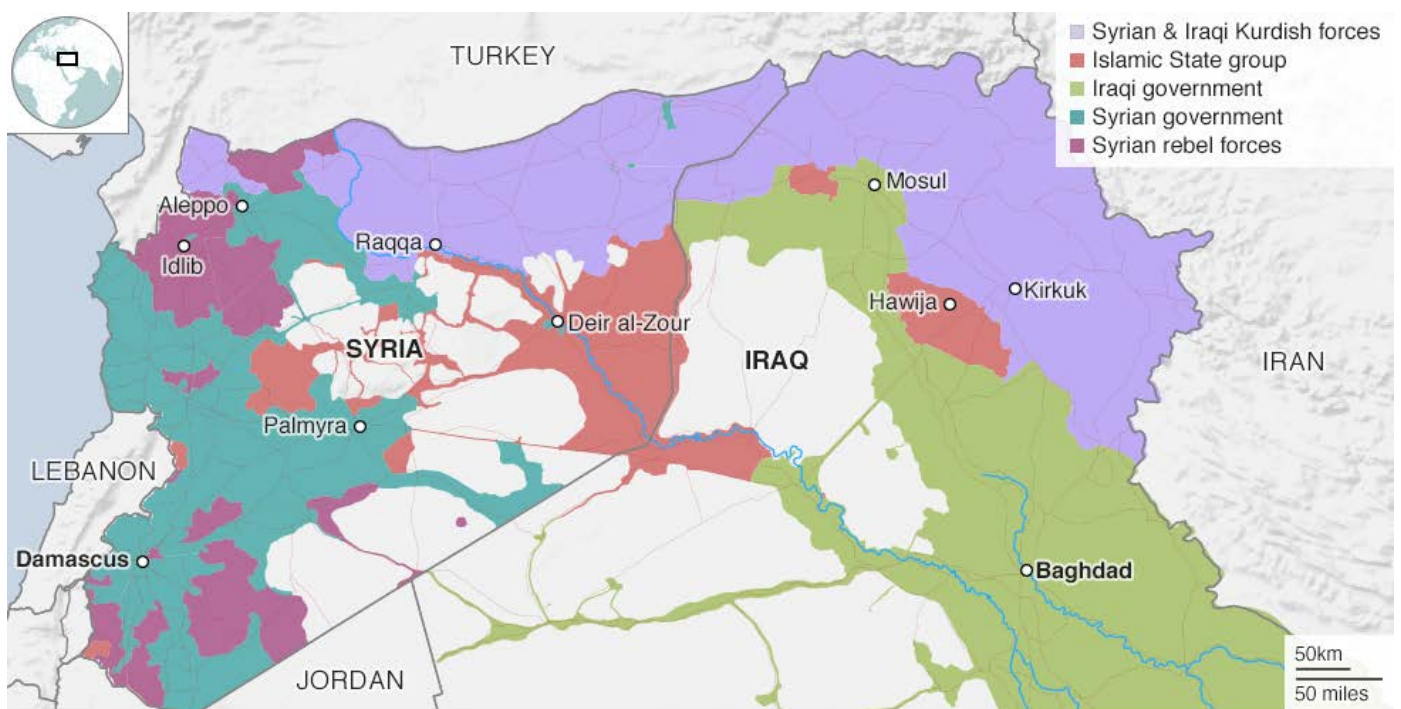 TURKEY
Syrian & Iraqi Kurdish forces
Islamic State group
Iraqi government
Syrian government
Syrian rebel forces
Mosul
Aleppo
Raqqa
Idlib
Kirkuk
Hawija
Deir al-Zour
SYRIA
IRAQ
IRAN
Palmyra
LEBANON
Damascus
Baghdad
JORDAN
50km
50 miles